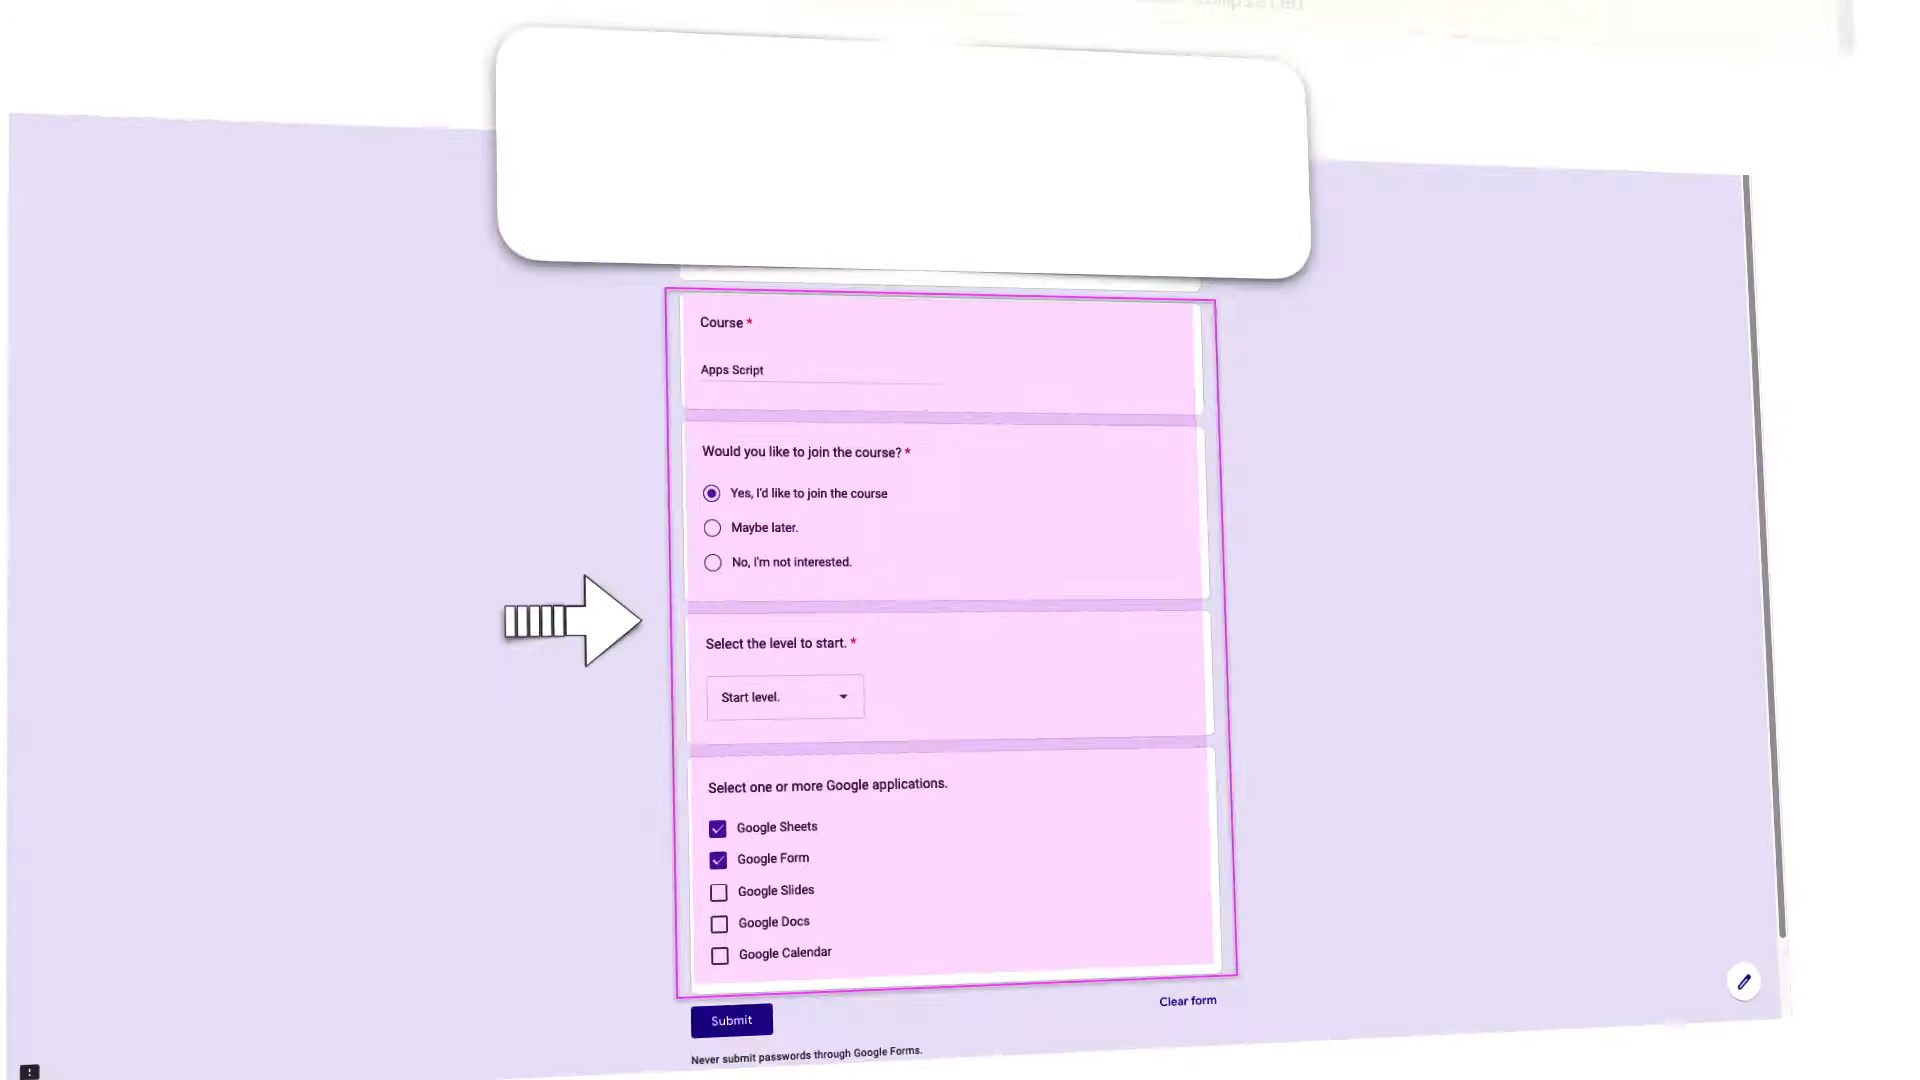 Course *
Apps Script
Would you like to join the course? *
Yes, I'd like to join the course
Maybe later.
No, I'm not interested.
Select the level to start. *
Start level.
Select one or more Google applications.
Google Sheets
Google Form
Google Slides
Google Docs
Google Calendar
Submit
Clear form
Never submit passwords through Google Forms.